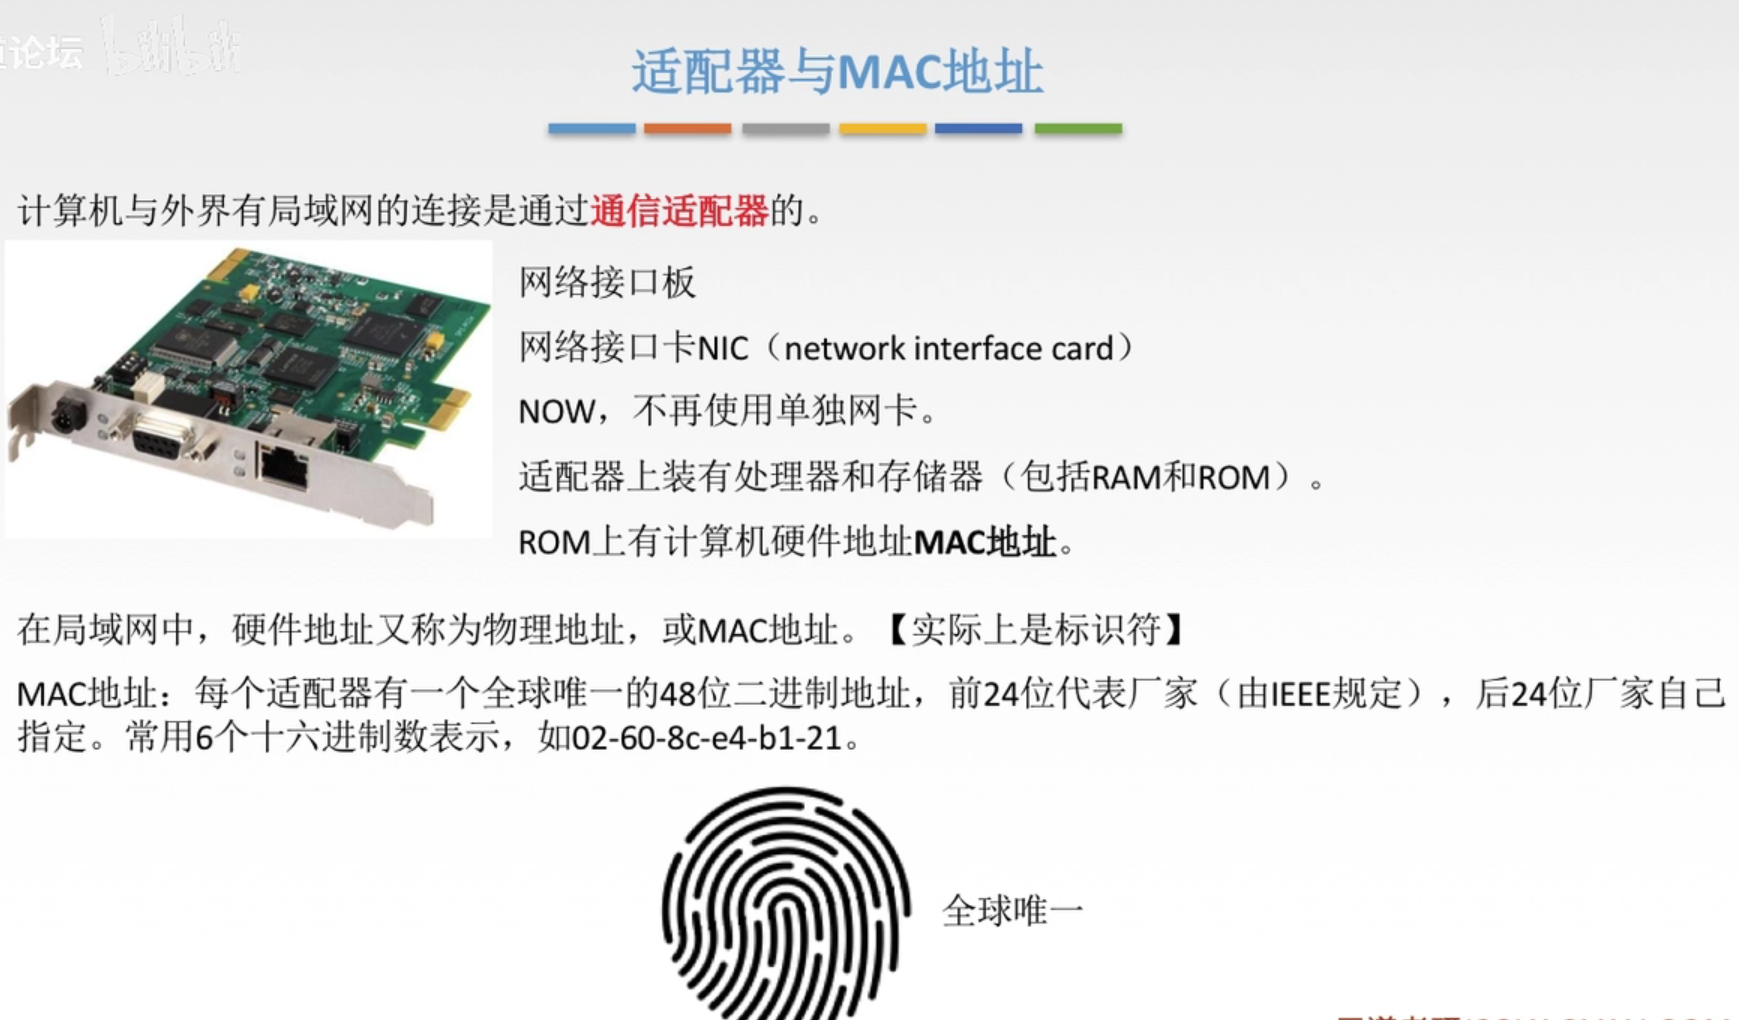 论坛 bilibili
适配器与MAC地址
计算机与外界有局域网的连接是通过通信适配器的。
网络接口板
网络接口卡NIC（network interface card）
NOW，不再使用单独网卡。
适配器上装有处理器和存储器（包括RAM和ROM）。
ROM上有计算机硬件地址MAC地址。
在局域网中，硬件地址又称为物理地址，或MAC地址。【实际上是标识符】
MAC地址：每个适配器有一个全球唯一的48位二进制地址，前24位代表厂家（由IEEE规定），后24位厂家自己
指定。常用6个十六进制数表示，如02-60-8c-e4-b1-21。
全球唯一